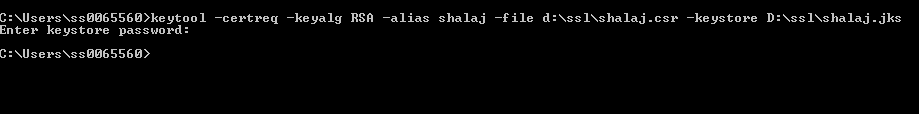 C:\Users\ss0065560>keytool -certreq -keyalg RSA -alias shalaj -file d:\ssl\shalaj.csr -keystore D:\ssl\shalaj.jks
Enter keystore password:
C:\Users\ss0065560>